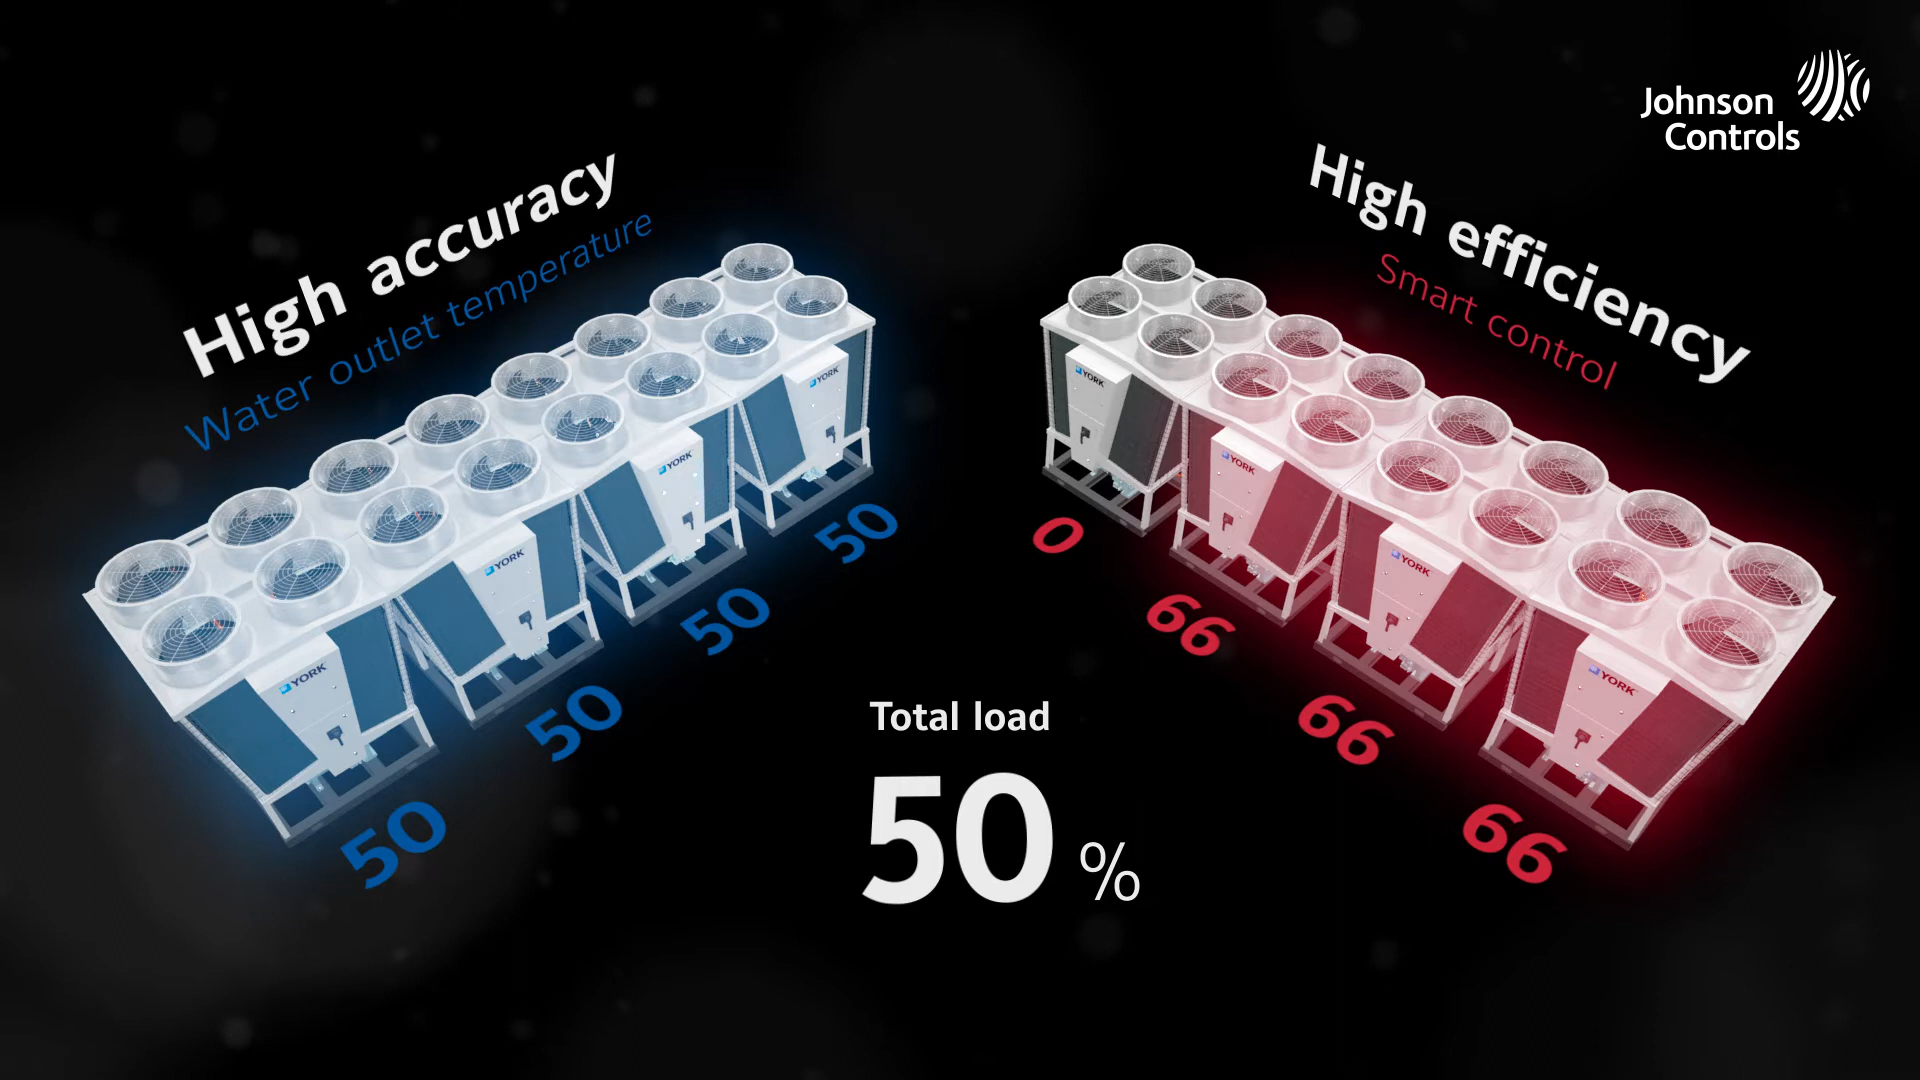 Johnson
Controls
High accuracy
Water outlet temperature
High efficiency
Smart control
YORK
YORK
YORK
YORK
50
50
50
50
YORK
YORK
YORK
YORK
0
66
66
66
Total load
50 %